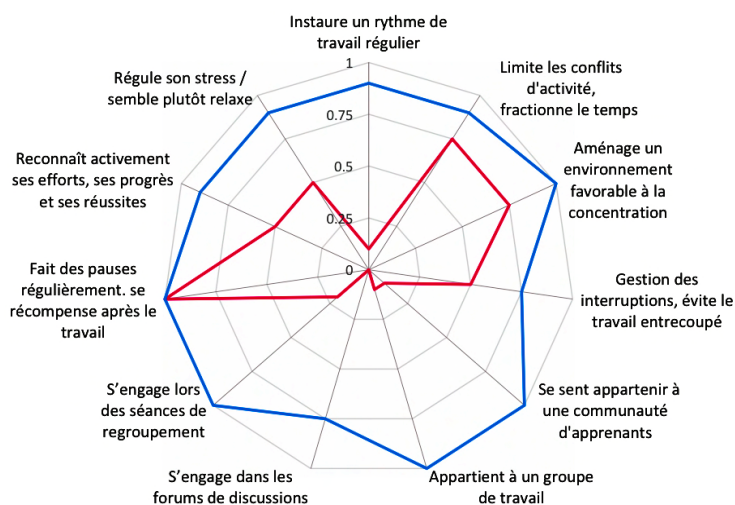 Instaure un rythme de
travail régulier
Limite les conflits
d'activité,
fractionne le temps
Aménage un
environnement
favorable à la
concentration
Gestion des
interruptions, évite le
travail entrecoupé
Se sent appartenir à
une communauté
d'apprenants
Appartient à un groupe
de travail
S’engage dans les
forums de discussions
S’engage lors
des séances de
regroupement
Fait des pauses
régulièrement. se
récompense après le
travail
Reconnaît activement
ses efforts, ses progrès
et ses réussites
Régule son stress /
semble plutôt relaxe
1
0.75
0.5
0.25
0